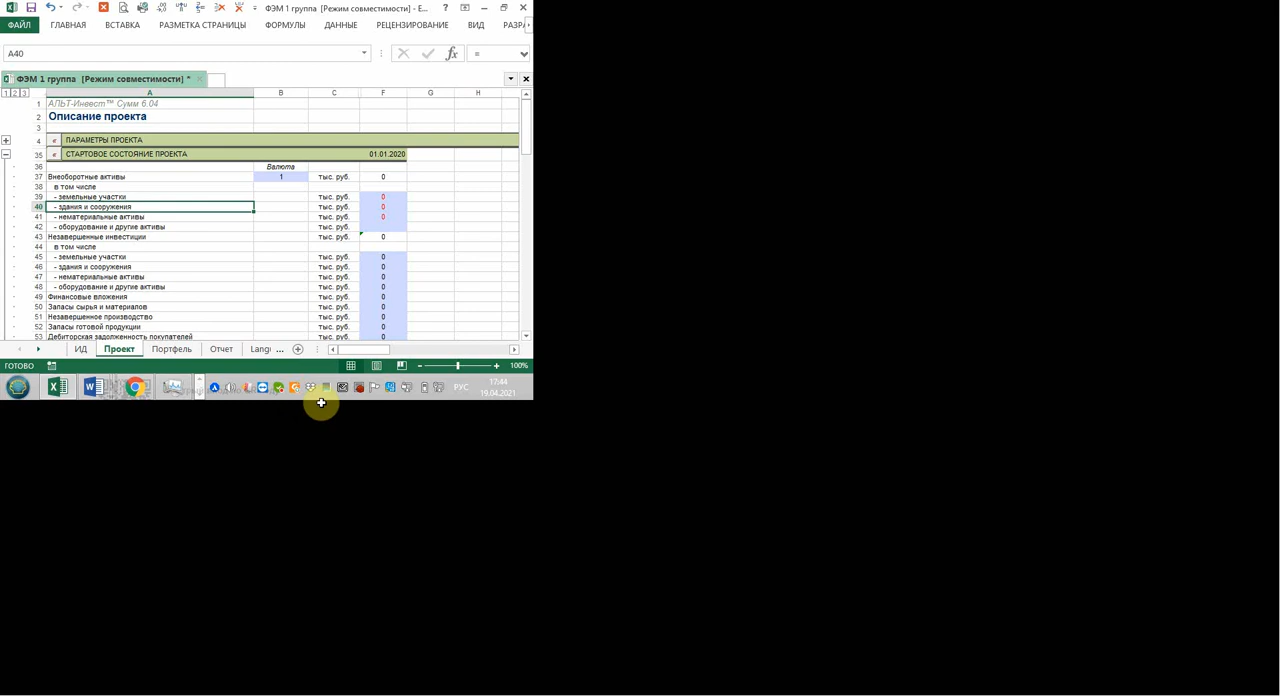 ФЭМ 1 группа [Режим совместимости] - E...
ФАЙЛ ГЛАВНАЯ ВСТАВКА РАЗМЕТКА СТРАНИЦЫ ФОРМУЛЫ ДАННЫЕ РЕЦЕНЗИРОВАНИЕ ВИД РАЗРА
A40 fx =
ФЭМ 1 группа [Режим совместимости] *
1 2 3 A B C F G H
1 АЛЬТ-Инвест™ Сумм 6.04
2 Описание проекта
3
4 ПАРАМЕТРЫ ПРОЕКТА
35 СТАРТОВОЕ СОСТОЯНИЕ ПРОЕКТА 01.01.2020
36 Валюта
37 Внеоборотные активы 1 тыс. руб. 0
38 в том числе
39 - земельные участки тыс. руб. 0
40 - здания и сооружения тыс. руб. 0
41 - нематериальные активы тыс. руб. 0
42 - оборудование и другие активы тыс. руб.
43 Незавершенные инвестиции тыс. руб. 0
44 в том числе
45 - земельные участки тыс. руб. 0
46 - здания и сооружения тыс. руб. 0
47 - нематериальные активы тыс. руб. 0
48 - оборудование и другие активы тыс. руб. 0
49 Финансовые вложения тыс. руб. 0
50 Запасы сырья и материалов тыс. руб. 0
51 Незавершенное производство тыс. руб. 0
52 Запасы готовой продукции тыс. руб. 0
53 Дебиторская задолженность покупателей тыс. руб. 0
ИД Проект Портфель Отчет Langu ...
ГОТОВО 100%
РУС 17:44
19.04.2021